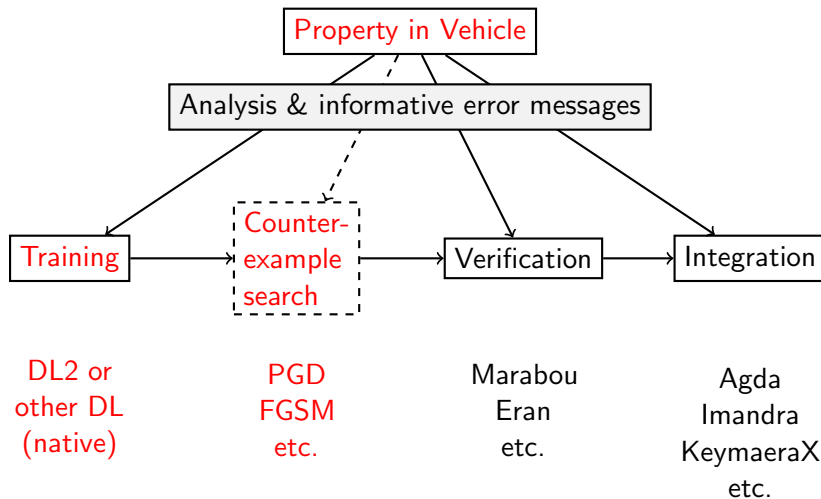 Property in Vehicle
Analysis & informative error messages
Training
Counter-
example
search
Verification
Integration
DL2 or
other DL
(native)
PGD
FGSM
etc.
Marabou
Eran
etc.
Agda
Imandra
KeymaeraX
etc.